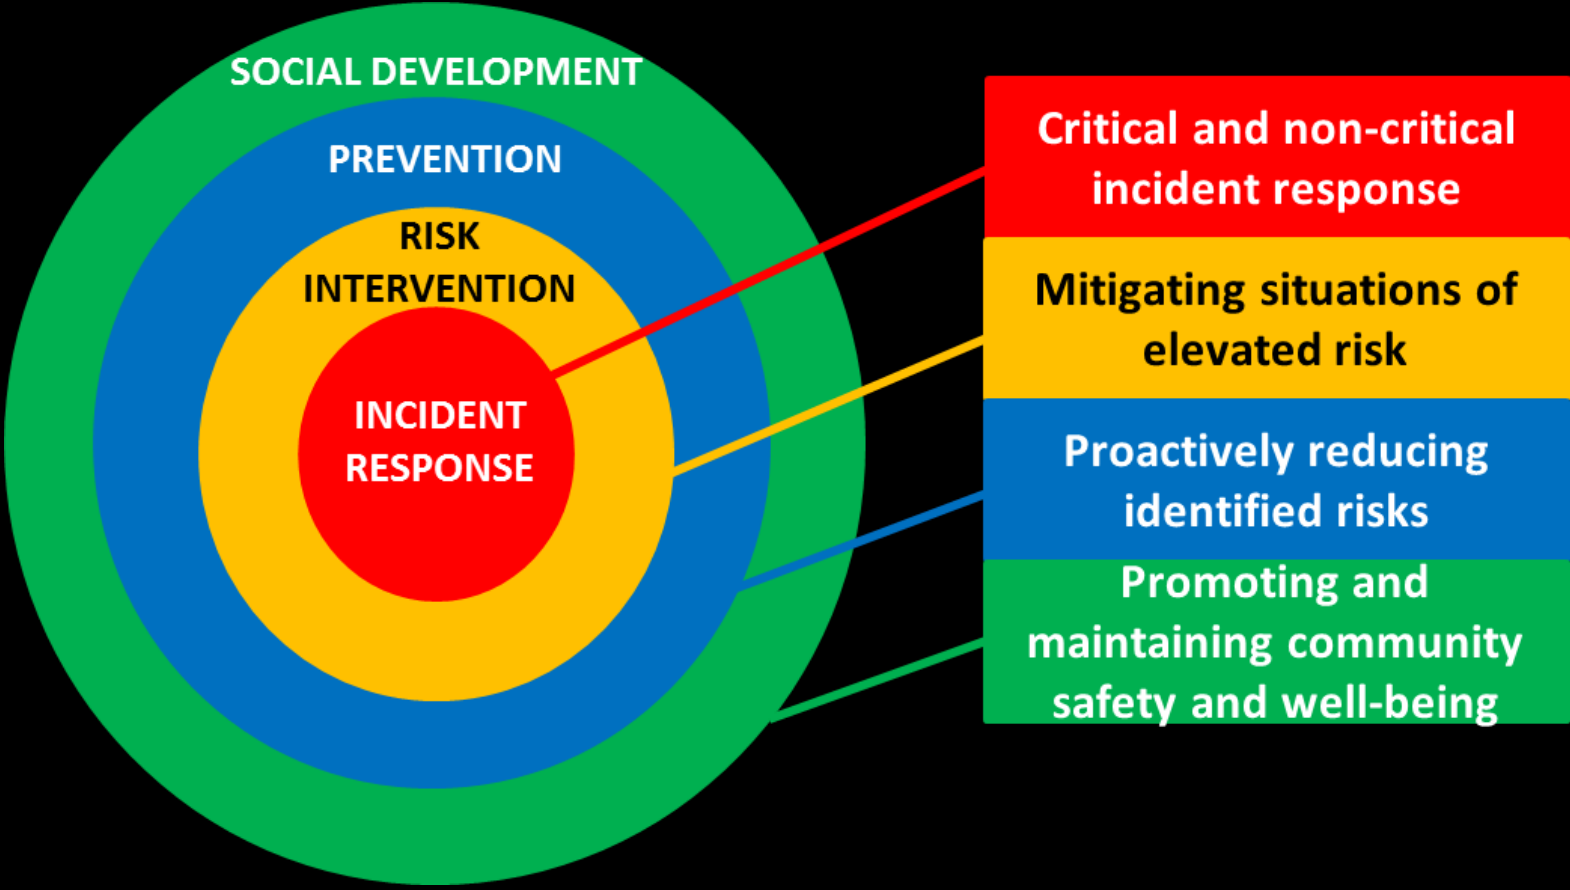 SOCIAL DEVELOPMENT
PREVENTION
RISK
INTERVENTION
INCIDENT
RESPONSE
Critical and non-critical
incident response
Mitigating situations of
elevated risk
Proactively reducing
identified risks
Promoting and
maintaining community
safety and well-being